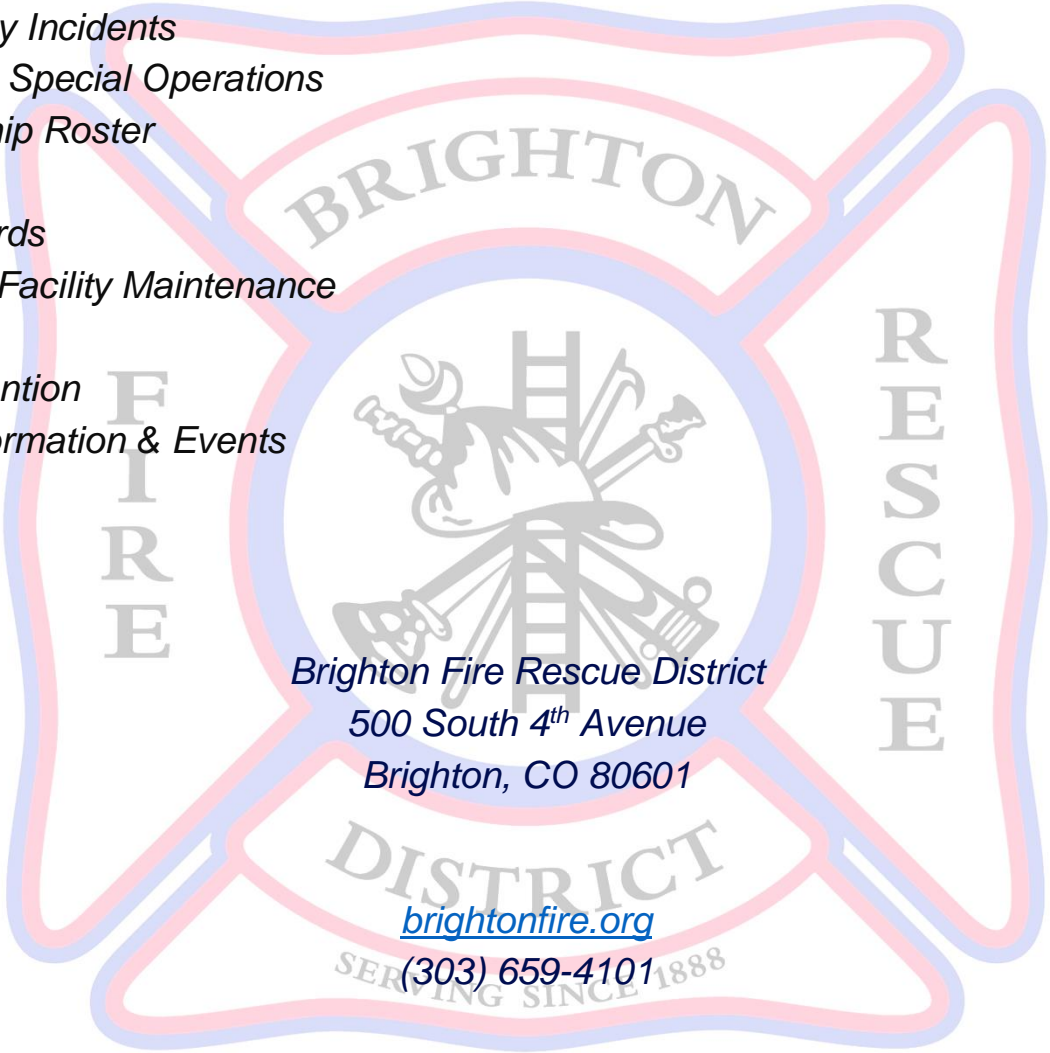 y Incidents
Special Operations
ip Roster
rds
Facility Maintenance
ntion
ormation & Events
BRIGHTON
FIRE
RESCUE
Brighton Fire Rescue District
500 South 4th Avenue
Brighton, CO 80601
DISTRICT
brightonfire.org
(303) 659-4101
SERVING SINCE 1888